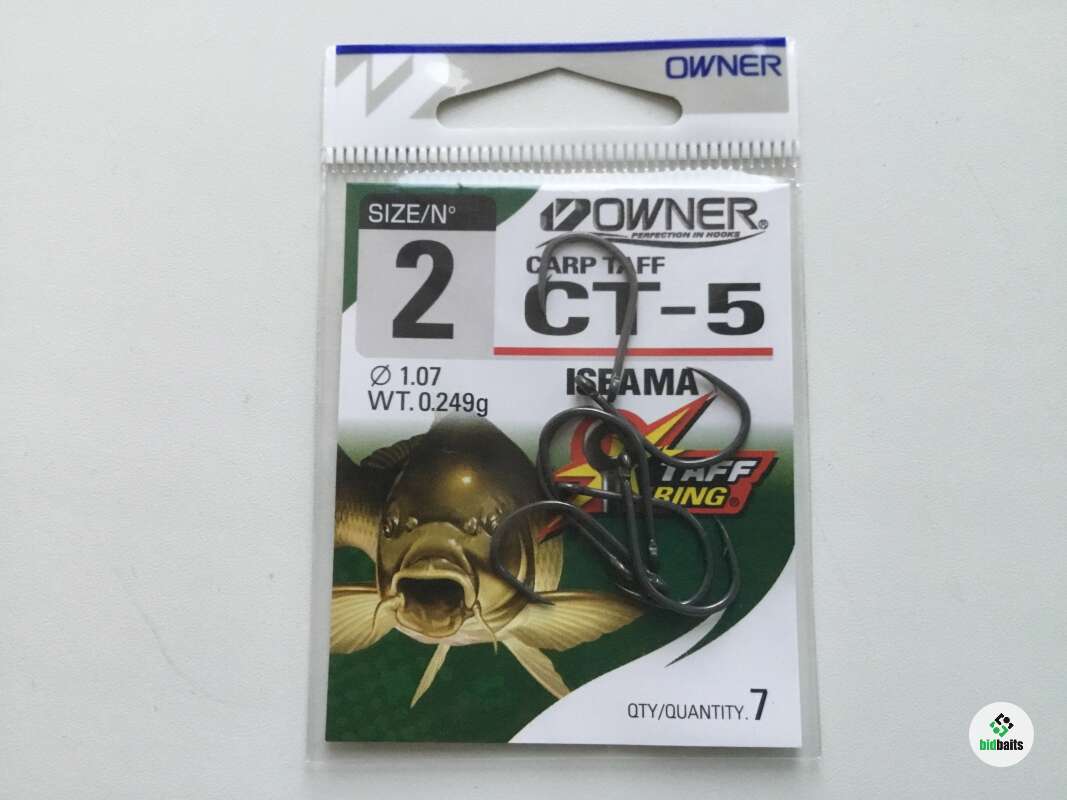 OWNER
SIZE/N°
2
OWNER®
PERFECTION IN HOOKS
CARP TAFF
CT-5
Ø 1.07
WT. 0.249g
ISEAMA
TAFF
RING®
QTY/QUANTITY. 7
bidbaits